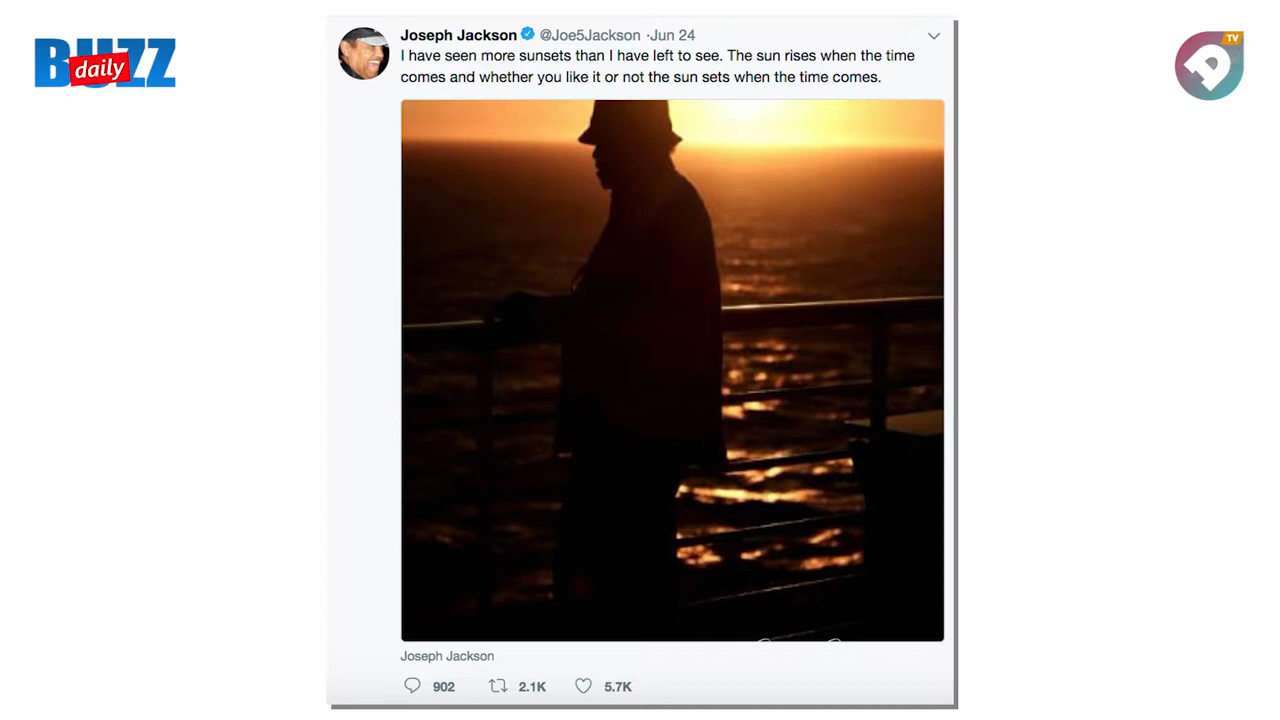 BUZZ
daily
TV
Joseph Jackson @Joe5Jackson ·Jun 24
I have seen more sunsets than I have left to see. The sun rises when the time
comes and whether you like it or not the sun sets when the time comes.
Joseph Jackson
902 2.1K 5.7K